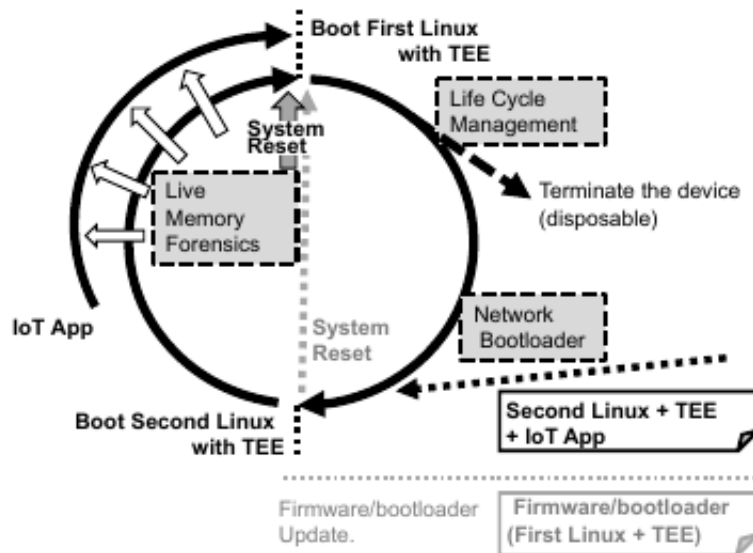 Boot First Linux
with TEE
Life Cycle
Management
System
Reset
Terminate the device
(disposable)
Live
Memory
Forensics
IoT App
System
Reset
Network
Bootloader
Boot Second Linux
with TEE
Second Linux + TEE
+ IoT App
Firmware/bootloader
Update.
Firmware/bootloader
(First Linux + TEE)